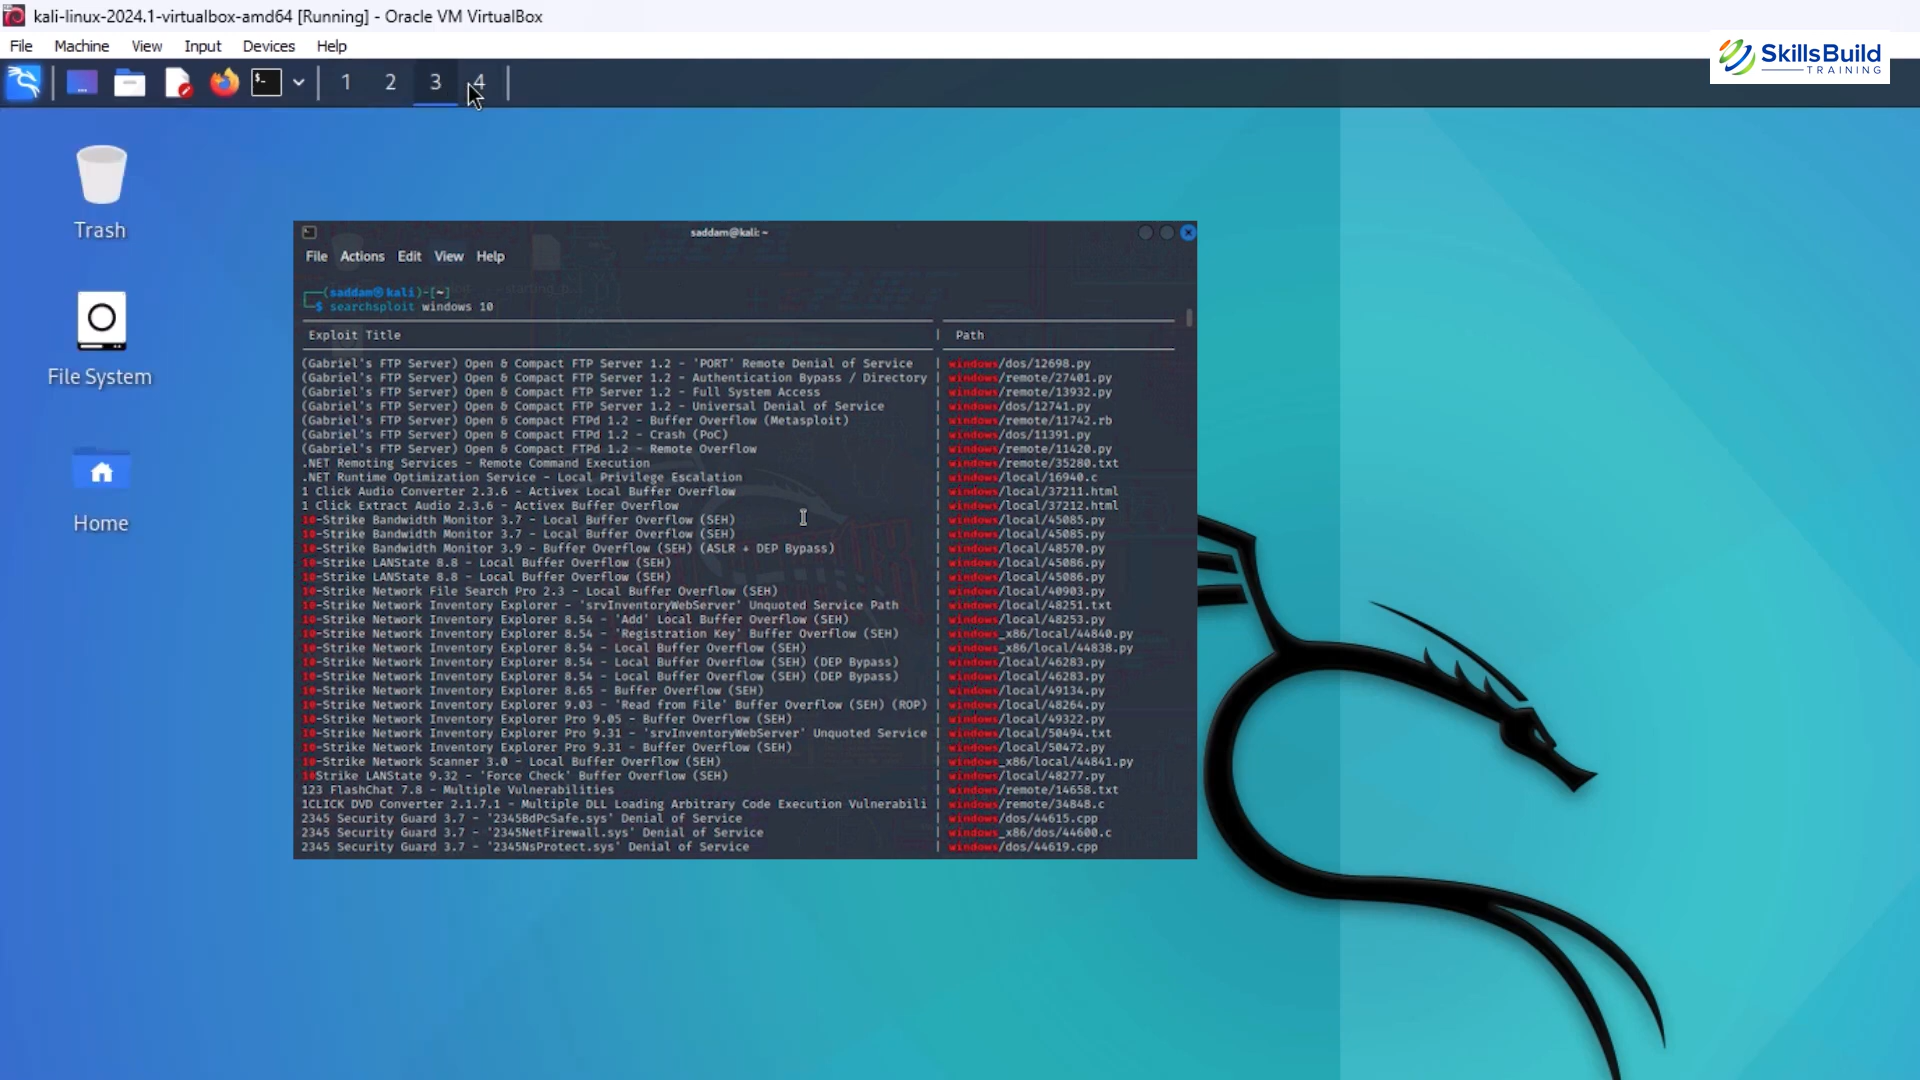 kali-linux-2024.1-virtualbox-amd64 [Running] - Oracle VM VirtualBox
File Machine View Input Devices Help
SkillsBuild
TRAINING
1 2 3 4
Trash
File System
Home
saddam@kali: ~
File Actions Edit View Help
(saddam㉿kali)-[~]
$ searchsploit windows 10
Exploit Title | Path
(Gabriel's FTP Server) Open & Compact FTP Server 1.2 - 'PORT' Remote Denial of Service | windows/dos/12698.py
(Gabriel's FTP Server) Open & Compact FTP Server 1.2 - Authentication Bypass / Directory | windows/remote/27401.py
(Gabriel's FTP Server) Open & Compact FTP Server 1.2 - Full System Access | windows/remote/13932.py
(Gabriel's FTP Server) Open & Compact FTP Server 1.2 - Universal Denial of Service | windows/dos/12741.py
(Gabriel's FTP Server) Open & Compact FTPd 1.2 - Buffer Overflow (Metasploit) | windows/remote/11742.rb
(Gabriel's FTP Server) Open & Compact FTPd 1.2 - Crash (PoC) | windows/dos/11391.py
(Gabriel's FTP Server) Open & Compact FTPd 1.2 - Remote Overflow | windows/remote/11420.py
.NET Remoting Services - Remote Command Execution | windows/remote/35280.txt
.NET Runtime Optimization Service - Local Privilege Escalation | windows/local/16940.c
1 Click Audio Converter 2.3.6 - Activex Local Buffer Overflow | windows/local/37211.html
1 Click Extract Audio 2.3.6 - Activex Buffer Overflow | windows/local/37212.html
10-Strike Bandwidth Monitor 3.7 - Local Buffer Overflow (SEH) | windows/local/45085.py
10-Strike Bandwidth Monitor 3.7 - Local Buffer Overflow (SEH) | windows/local/45085.py
10-Strike Bandwidth Monitor 3.9 - Buffer Overflow (SEH) (ASLR + DEP Bypass) | windows/local/48570.py
10-Strike LANState 8.8 - Local Buffer Overflow (SEH) | windows/local/45086.py
10-Strike LANState 8.8 - Local Buffer Overflow (SEH) | windows/local/45086.py
10-Strike Network File Search Pro 2.3 - Local Buffer Overflow (SEH) | windows/local/40903.py
10-Strike Network Inventory Explorer - 'srvInventoryWebServer' Unquoted Service Path | windows/local/48251.txt
10-Strike Network Inventory Explorer 8.54 - 'Add' Local Buffer Overflow (SEH) | windows/local/48253.py
10-Strike Network Inventory Explorer 8.54 - 'Registration Key' Buffer Overflow (SEH) | windows_x86/local/44840.py
10-Strike Network Inventory Explorer 8.54 - Local Buffer Overflow (SEH) | windows_x86/local/44838.py
10-Strike Network Inventory Explorer 8.54 - Local Buffer Overflow (SEH) (DEP Bypass) | windows/local/46283.py
10-Strike Network Inventory Explorer 8.54 - Local Buffer Overflow (SEH) (DEP Bypass) | windows/local/46283.py
10-Strike Network Inventory Explorer 8.65 - Buffer Overflow (SEH) | windows/local/49134.py
10-Strike Network Inventory Explorer 9.03 - 'Read from File' Buffer Overflow (SEH) (ROP) | windows/local/48264.py
10-Strike Network Inventory Explorer Pro 9.05 - Buffer Overflow (SEH) | windows/local/49322.py
10-Strike Network Inventory Explorer Pro 9.31 - 'srvInventoryWebServer' Unquoted Service | windows/local/50494.txt
10-Strike Network Inventory Explorer Pro 9.31 - Buffer Overflow (SEH) | windows/local/50472.py
10-Strike Network Scanner 3.0 - Local Buffer Overflow (SEH) | windows_x86/local/44841.py
10Strike LANState 9.32 - 'Force Check' Buffer Overflow (SEH) | windows/local/48277.py
123 FlashChat 7.8 - Multiple Vulnerabilities | windows/remote/14658.txt
1CLICK DVD Converter 2.1.7.1 - Multiple DLL Loading Arbitrary Code Execution Vulnerabili | windows/remote/34848.c
2345 Security Guard 3.7 - '2345BdPcSafe.sys' Denial of Service | windows/dos/44615.cpp
2345 Security Guard 3.7 - '2345NetFirewall.sys' Denial of Service | windows_x86/dos/44600.c
2345 Security Guard 3.7 - '2345NsProtect.sys' Denial of Service | windows/dos/44619.cpp